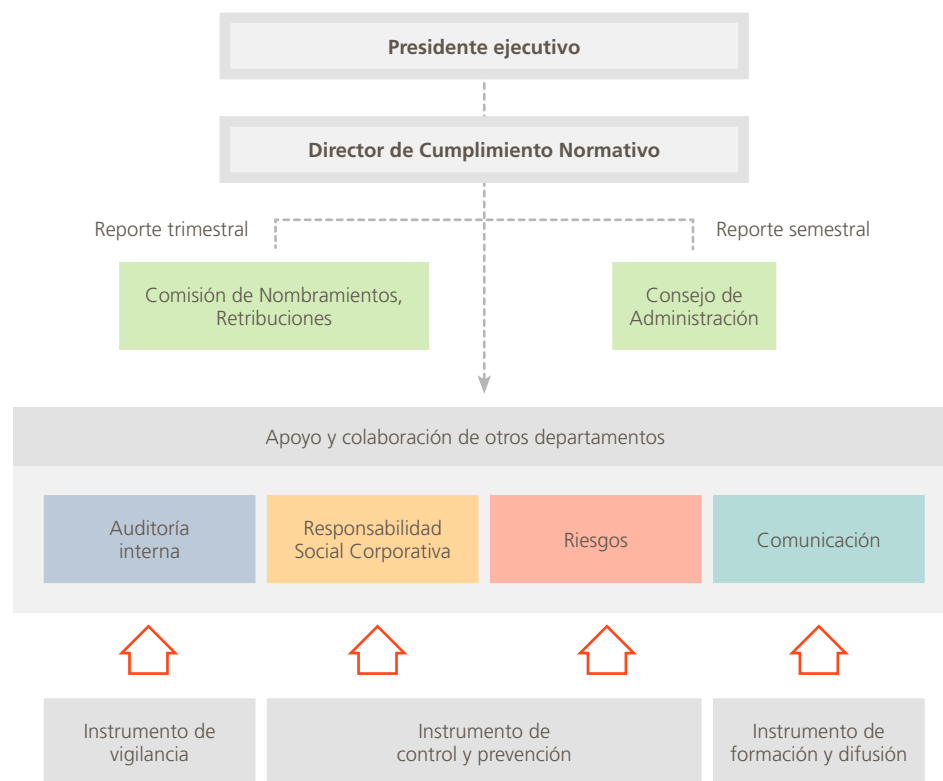 Presidente ejecutivo
Director de Cumplimiento Normativo
Reporte trimestral
Reporte semestral
Comisión de Nombramientos,
Retribuciones
Consejo de
Administración
Apoyo y colaboración de otros departamentos
Auditoría
interna
Responsabilidad
Social Corporativa
Riesgos
Comunicación
Instrumento de
vigilancia
Instrumento de
control y prevención
Instrumento de
formación y difusión